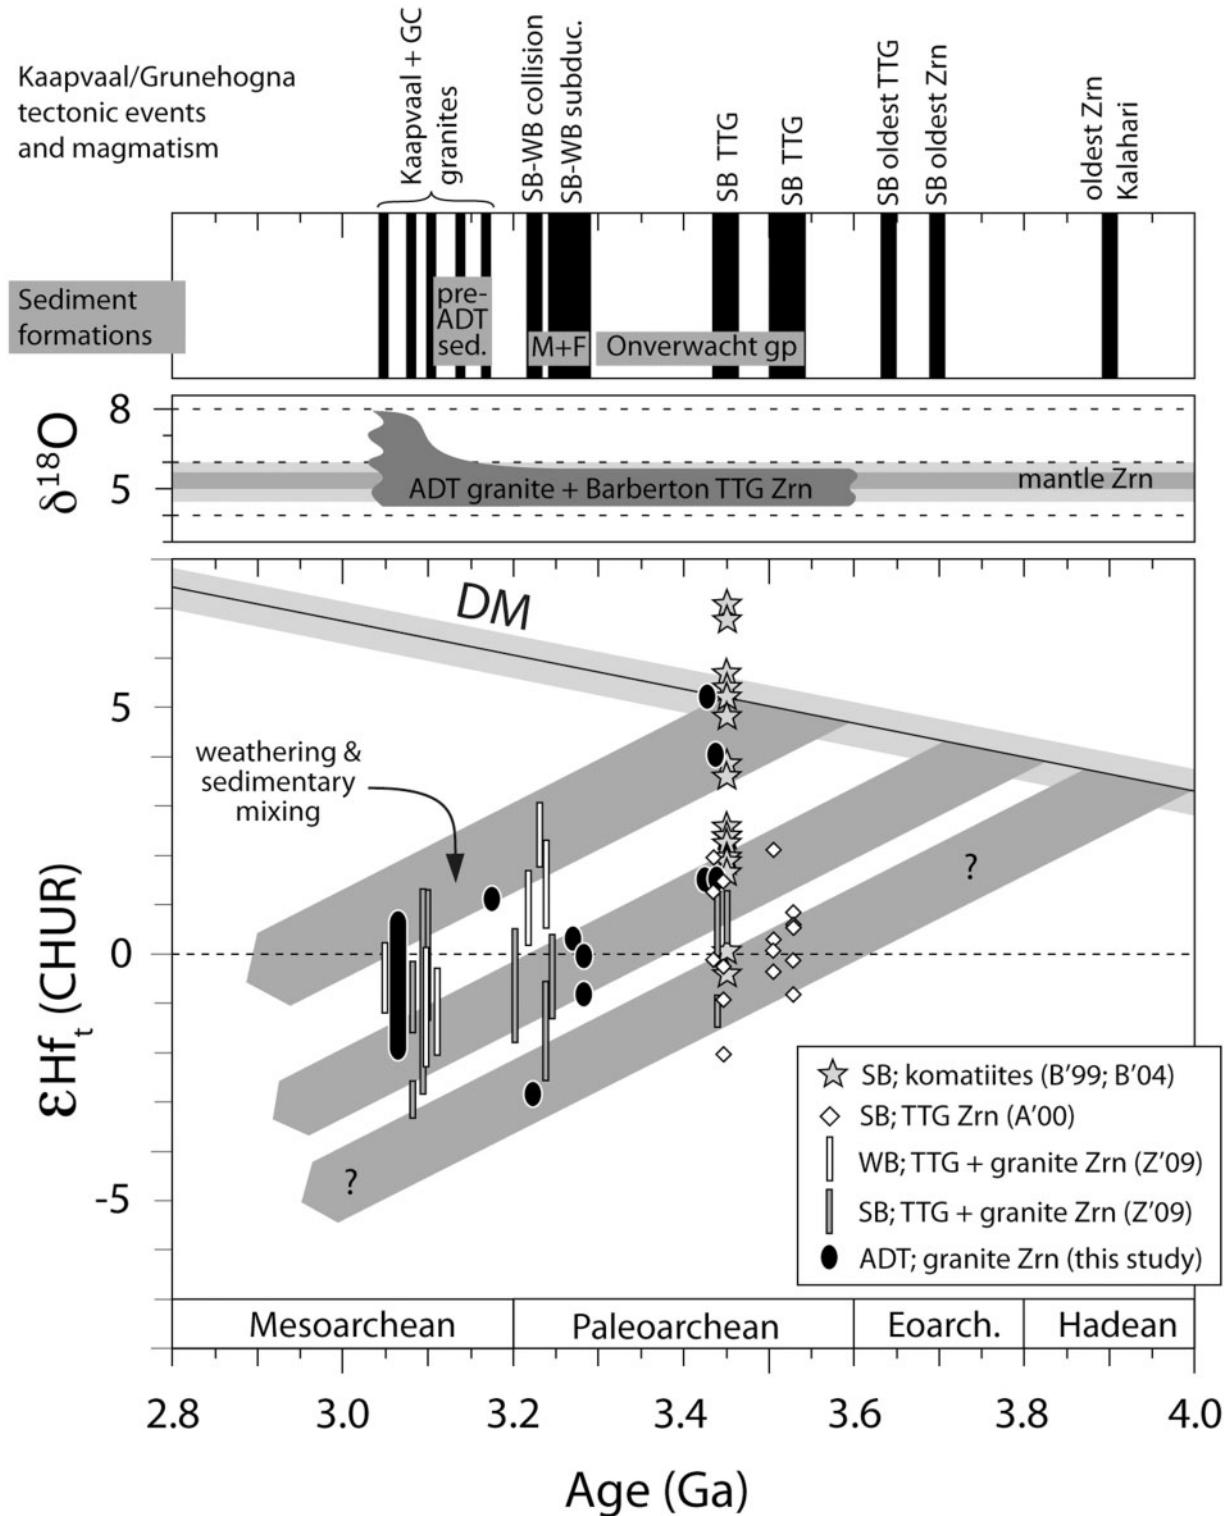 Kaapvaal/Grunehogna
tectonic events
and magmatism
Kaapvaal + GC
granites
SB-WB collision
SB-WB subduc.
SB TTG
SB TTG
SB oldest TTG
SB oldest Zrn
oldest Zrn
Kalahari
Sediment
formations
pre-
ADT
sed.
M+F
Onverwacht gp
δ18O
8
5
ADT granite + Barberton TTG Zrn
mantle Zrn
εHft (CHUR)
5
0
-5
DM
weathering &
sedimentary
mixing
?
?
SB; komatiites (B'99; B'04)
SB; TTG Zrn (A'00)
WB; TTG + granite Zrn (Z'09)
SB; TTG + granite Zrn (Z'09)
ADT; granite Zrn (this study)
Mesoarchean
Paleoarchean
Eoarch.
Hadean
2.8
3.0
3.2
3.4
3.6
3.8
4.0
Age (Ga)